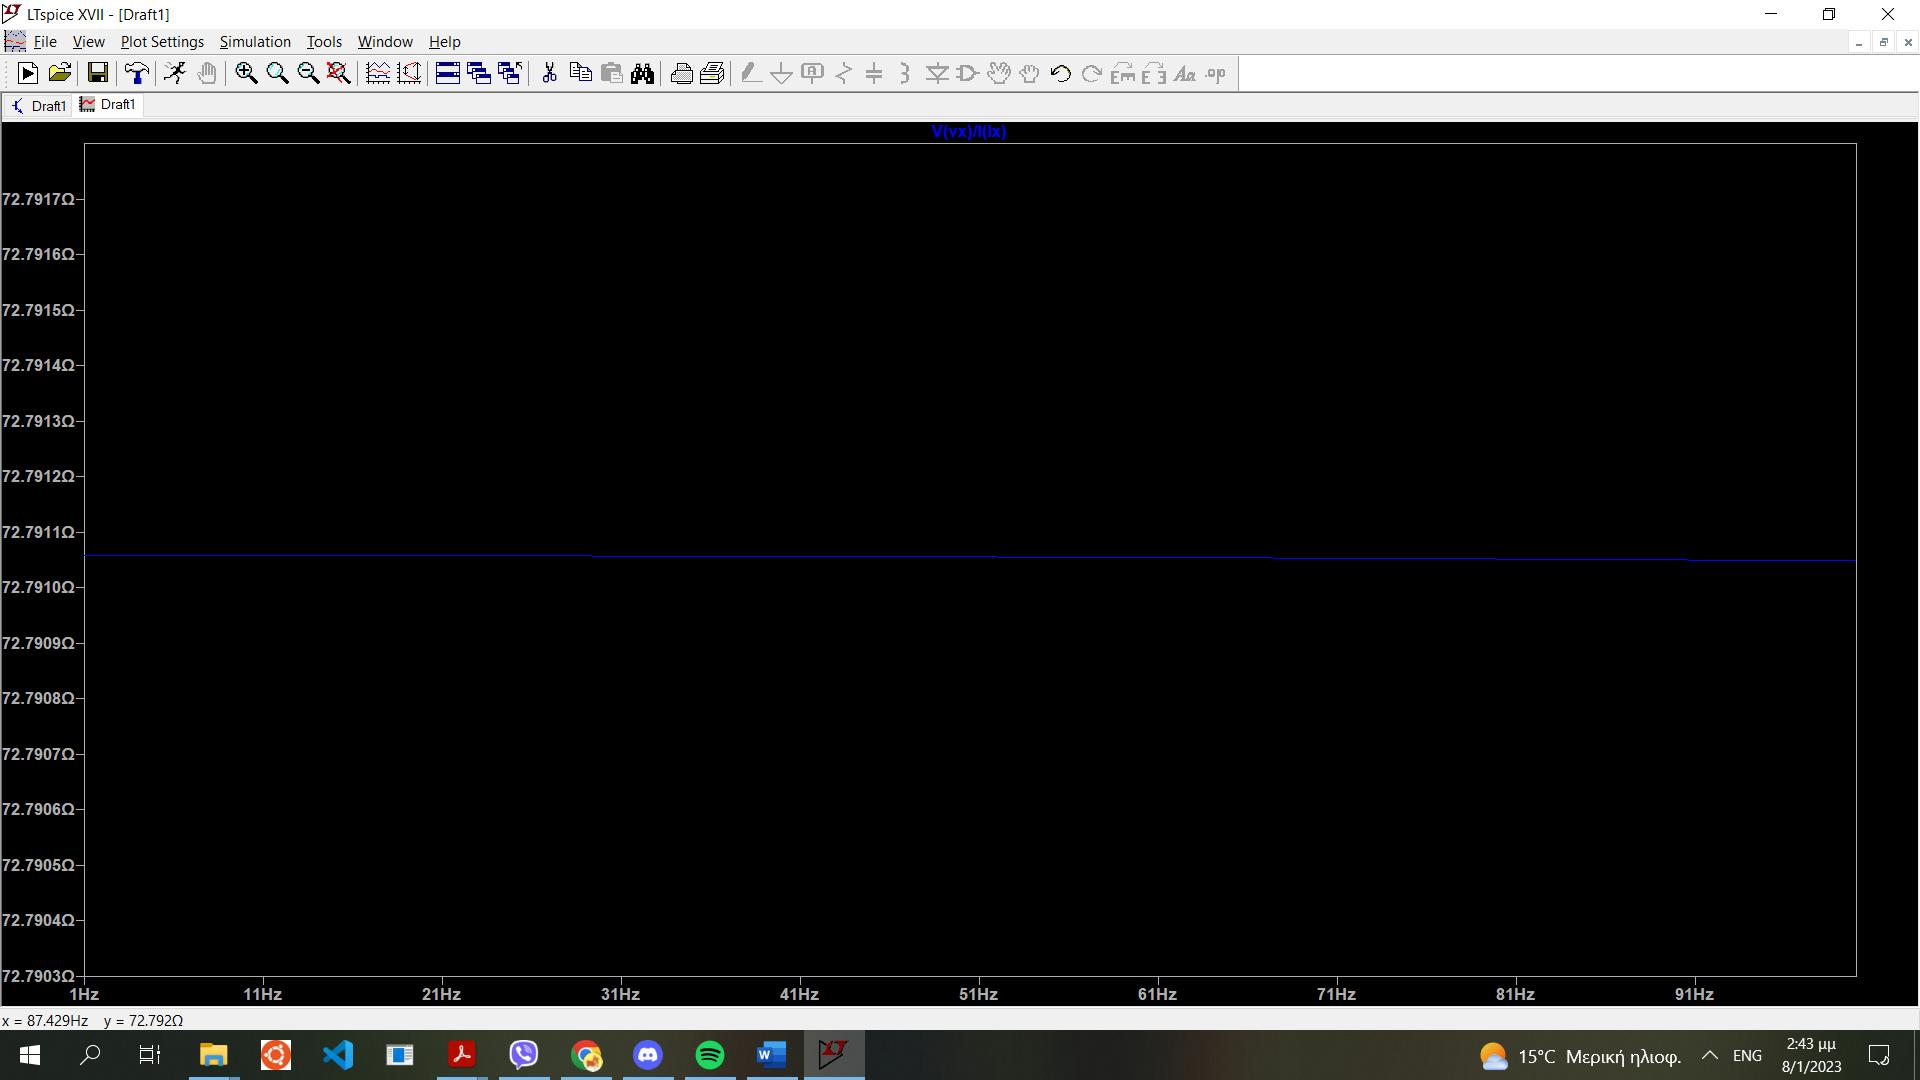 LTspice XVII - [Draft1]
File View Plot Settings Simulation Tools Window Help
Aa .op
Draft1 Draft1
V(vx)/I(Ix)
72.7917Ω
72.7916Ω
72.7915Ω
72.7914Ω
72.7913Ω
72.7912Ω
72.7911Ω
72.7910Ω
72.7909Ω
72.7908Ω
72.7907Ω
72.7906Ω
72.7905Ω
72.7904Ω
72.7903Ω
1Hz 11Hz 21Hz 31Hz 41Hz 51Hz 61Hz 71Hz 81Hz 91Hz
x = 87.429Hz y = 72.792Ω
15°C Μερική ηλιοφ. ENG 2:43 μμ
8/1/2023